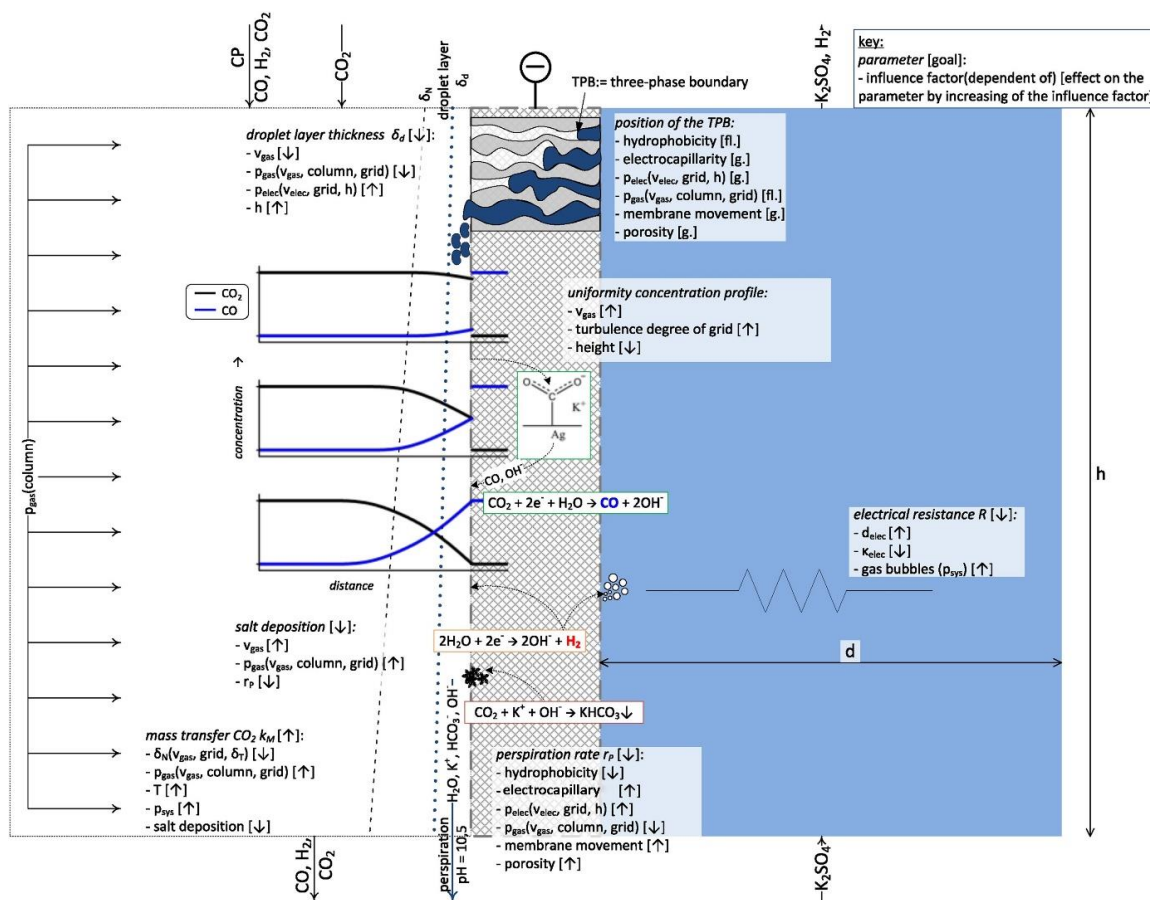 CP
CO, H₂, CO₂
CO₂
δN
droplet layer
δd
TPB:= three-phase boundary
K₂SO₄, H₂
key:
parameter [goal]:
- influence factor(dependent of) [effect on the
parameter by increasing of the influence factor]
droplet layer thickness δd [↓]:
- vgas [↓]
- pgas(vgas, column, grid) [↓]
- pelec(velec, grid, h) [↑]
- h [↑]
position of the TPB:
- hydrophobicity [fl.]
- electrocapillarity [g.]
- pelec(velec, grid, h) [g.]
- pgas(vgas, column, grid) [fl.]
- membrane movement [g.]
- porosity [g.]
CO₂
CO
uniformity concentration profile:
- vgas [↑]
- turbulence degree of grid [↑]
- height [↓]
concentration →
O
O⁻
C
K⁺
Ag
pgas(column)
CO, OH⁻
CO₂ + 2e⁻ + H₂O → CO + 2OH⁻
h
electrical resistance R [↓]:
- delec [↑]
- κelec [↓]
- gas bubbles (psys) [↑]
distance
salt deposition [↓]:
- vgas [↑]
- pgas(vgas, column, grid) [↑]
- rP [↓]
2H₂O + 2e⁻ → 2OH⁻ + H₂
d
CO₂ + K⁺ + OH⁻ → KHCO₃↓
mass transfer CO₂ kM [↑]:
- δN(vgas, grid, δT) [↓]
- pgas(vgas, column, grid) [↑]
- T [↑]
- psys [↑]
- salt deposition [↓]
perspiration rate rP [↓]:
- hydrophobicity [↓]
- electrocapillary [↑]
- pelec(velec, grid, h) [↑]
- pgas(vgas, column, grid) [↓]
- membrane movement [↑]
- porosity [↑]
H₂O, K⁺, HCO₃⁻, OH⁻
perspiration
pH = 10,5
CO, H₂,
CO₂
K₂SO₄